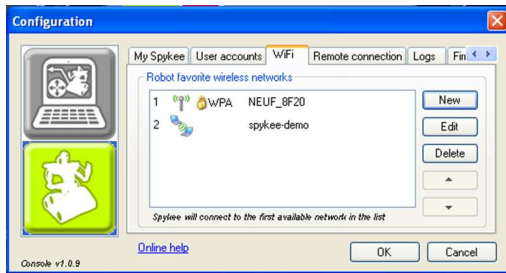 Configuration
My Spykee User accounts WiFi Remote connection Logs Fin
Robot favorite wireless networks
1 WPA NEUF_8F20 New
2 spykee-demo Edit
Delete
Spykee will connect to the first available network in the list
Online help OK Cancel
Console v1.0.9